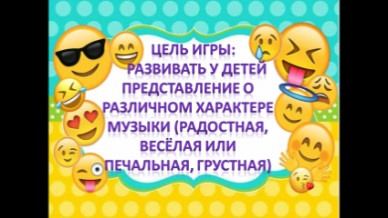 ЦЕЛЬ ИГРЫ:
РАЗВИВАТЬ У ДЕТЕЙ
ПРЕДСТАВЛЕНИЕ О
РАЗЛИЧНОМ ХАРАКТЕРЕ
МУЗЫКИ (РАДОСТНАЯ,
ВЕСЁЛАЯ ИЛИ
ПЕЧАЛЬНАЯ, ГРУСТНАЯ)